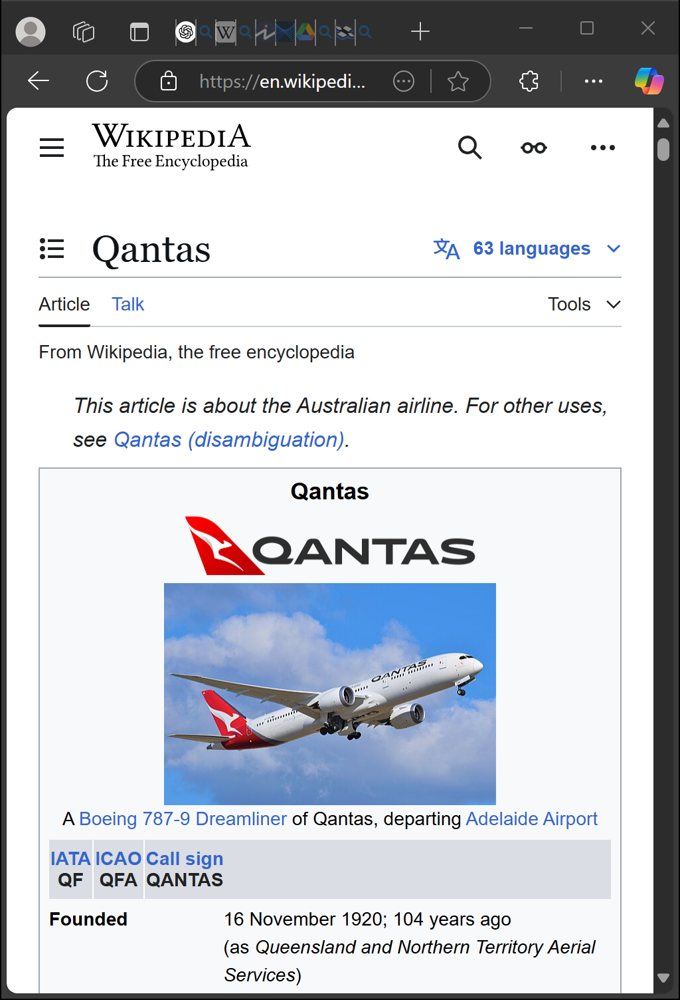 W
https://en.wikipedi...
WIKIPEDIA
The Free Encyclopedia
Qantas
63 languages
Article Talk Tools
From Wikipedia, the free encyclopedia
This article is about the Australian airline. For other uses,
see Qantas (disambiguation).
Qantas
QANTAS
QANTAS
A Boeing 787-9 Dreamliner of Qantas, departing Adelaide Airport
IATA ICAO Call sign
QF QFA QANTAS
Founded 16 November 1920; 104 years ago
(as Queensland and Northern Territory Aerial
Services)